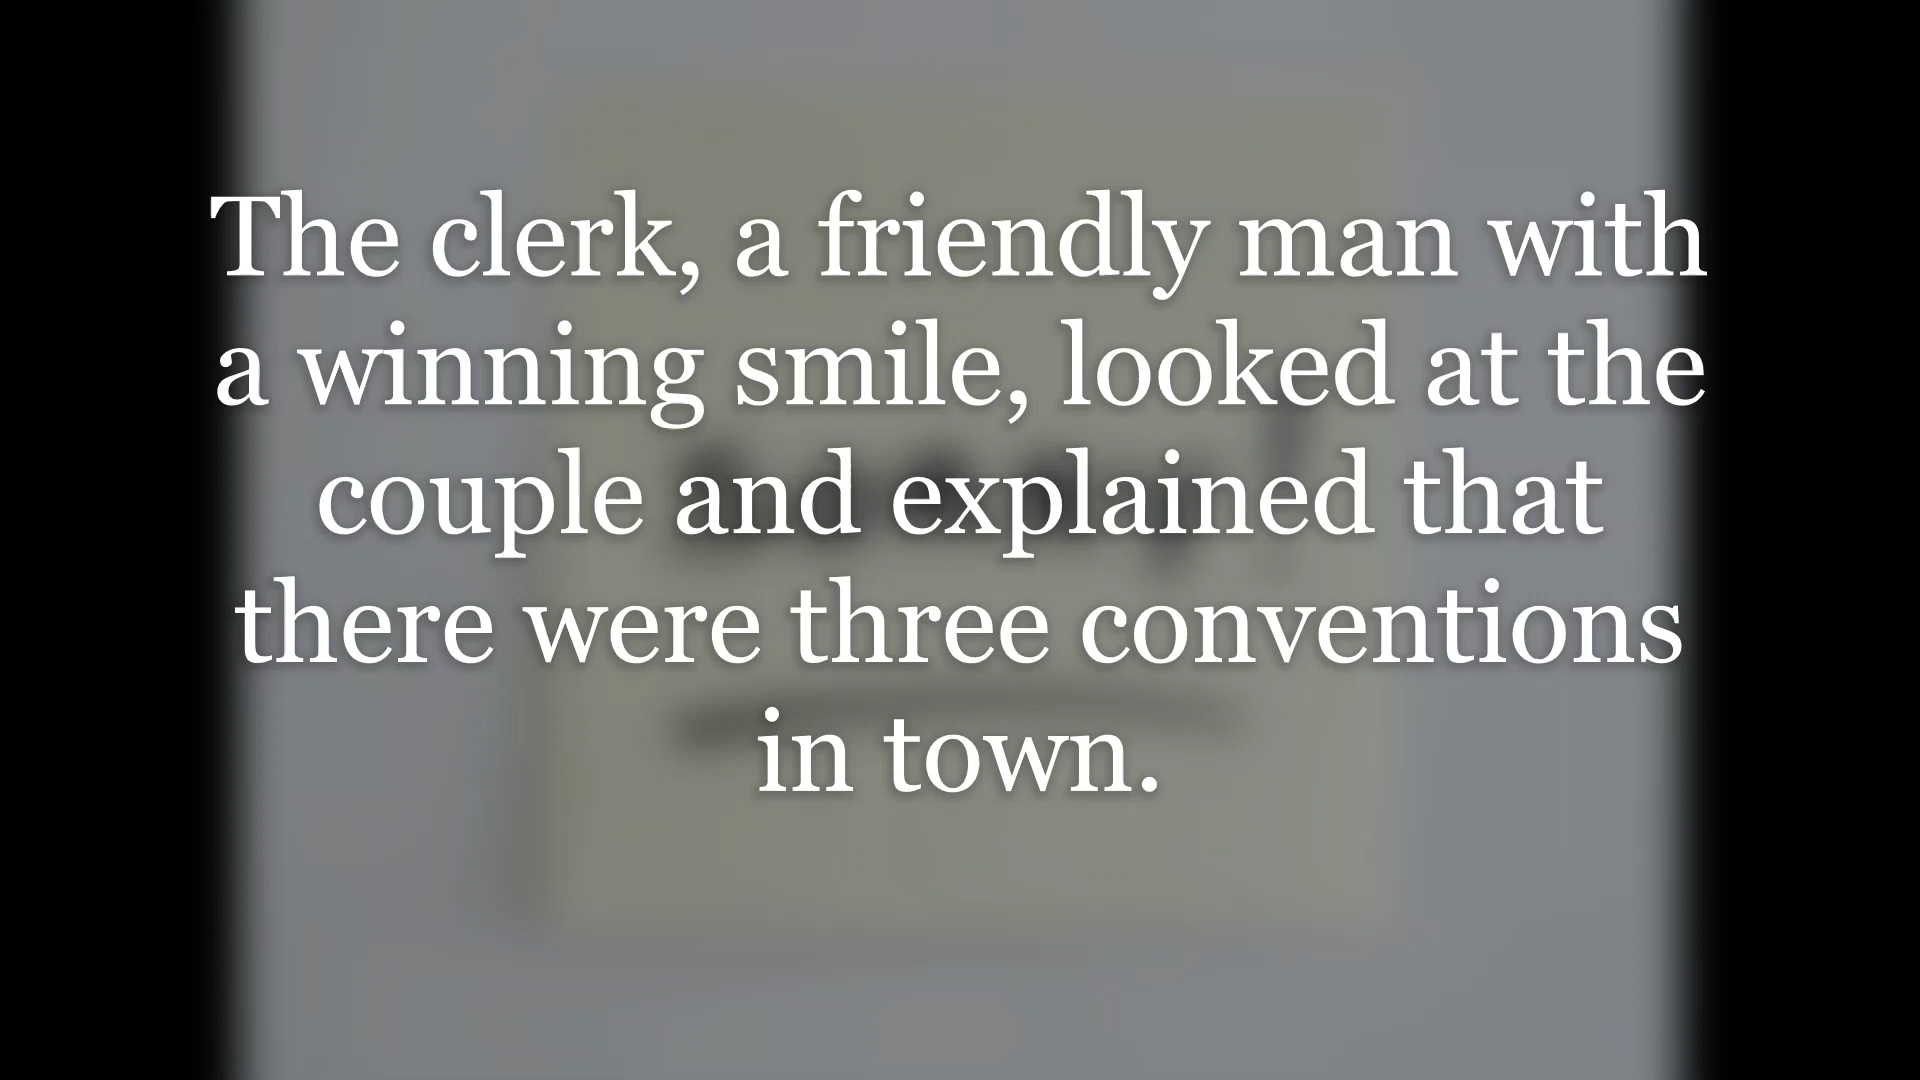 The clerk, a friendly man with
a winning smile, looked at the
couple and explained that
there were three conventions
in town.